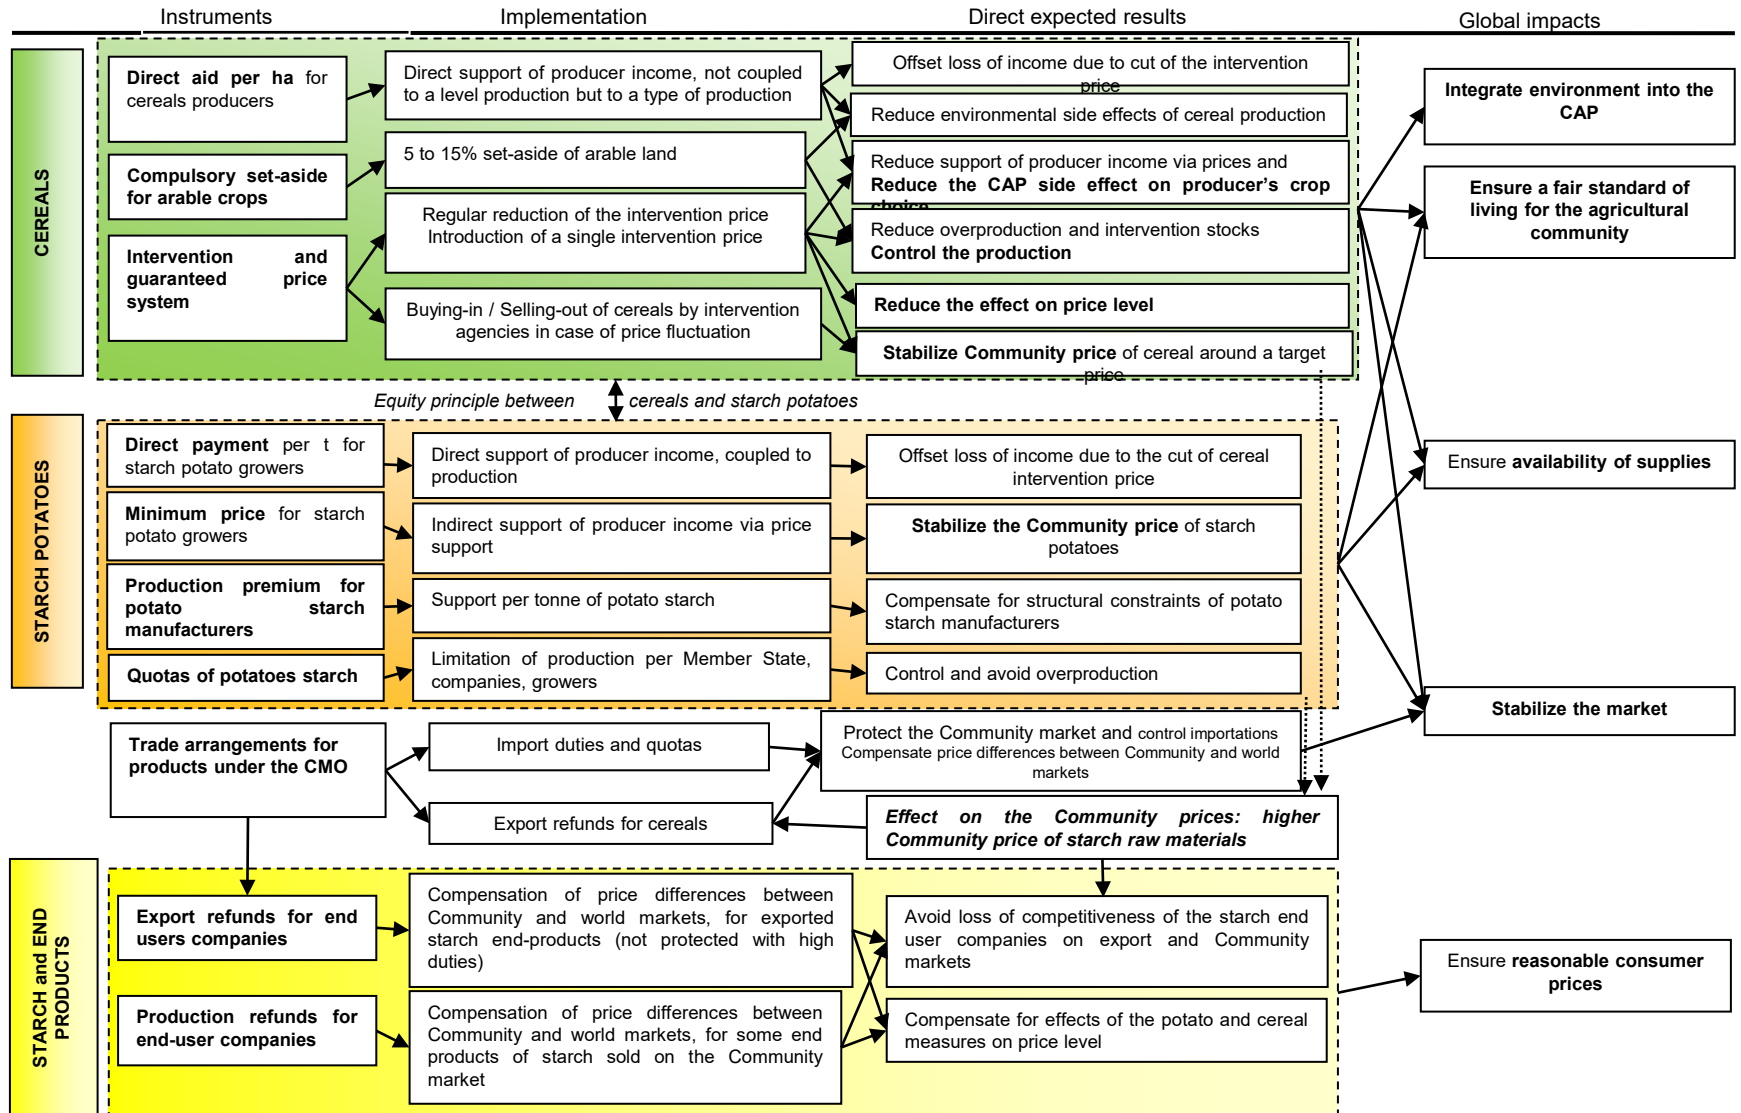 Instruments
Implementation
Direct expected results
Global impacts
CEREALS
Direct aid per ha for
cereals producers
Compulsory set-aside
for arable crops
Intervention and
guaranteed price
system
Direct support of producer income, not coupled
to a level production but to a type of production
5 to 15% set-aside of arable land
Regular reduction of the intervention price
Introduction of a single intervention price
Buying-in / Selling-out of cereals by intervention
agencies in case of price fluctuation
Offset loss of income due to cut of the intervention
price
Reduce environmental side effects of cereal production
Reduce support of producer income via prices and
Reduce the CAP side effect on producer's crop
choice
Reduce overproduction and intervention stocks
Control the production
Reduce the effect on price level
Stabilize Community price of cereal around a target
price
Integrate environment into the
CAP
Ensure a fair standard of
living for the agricultural
community
Ensure availability of supplies
Stabilize the market
Equity principle between cereals and starch potatoes
STARCH POTATOES
Direct payment per t for
starch potato growers
Minimum price for starch
potato growers
Production premium for
potato starch
manufacturers
Quotas of potatoes starch
Direct support of producer income, coupled to
production
Indirect support of producer income via price
support
Support per tonne of potato starch
Limitation of production per Member State,
companies, growers
Offset loss of income due to the cut of cereal
intervention price
Stabilize the Community price of starch
potatoes
Compensate for structural constraints of potato
starch manufacturers
Control and avoid overproduction
Trade arrangements for
products under the CMO
Import duties and quotas
Export refunds for cereals
Protect the Community market and control importations
Compensate price differences between Community and world
markets
Effect on the Community prices: higher
Community price of starch raw materials
STARCH and END
PRODUCTS
Export refunds for end
users companies
Production refunds for
end-user companies
Compensation of price differences between
Community and world markets, for exported
starch end-products (not protected with high
duties)
Compensation of price differences between
Community and world markets, for some end
products of starch sold on the Community
market
Avoid loss of competitiveness of the starch end
user companies on export and Community
markets
Compensate for effects of the potato and cereal
measures on price level
Ensure reasonable consumer
prices